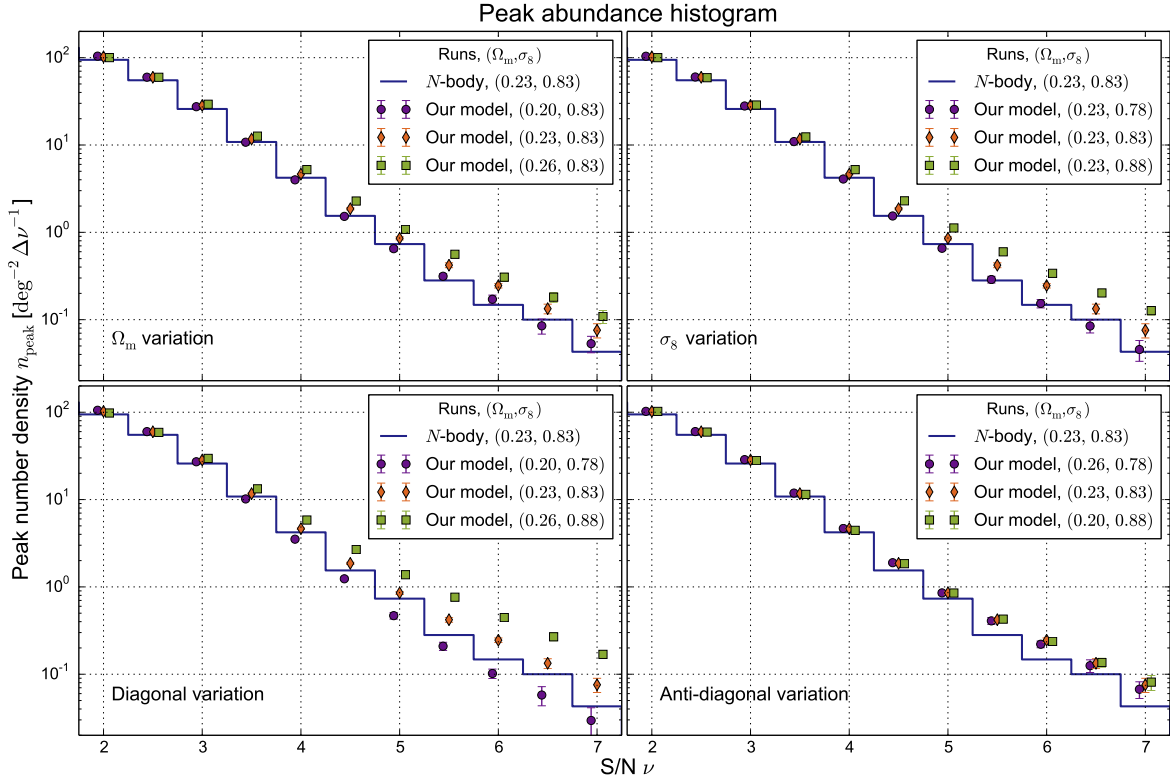 Peak abundance histogram
Peak number density n_peak [deg⁻² Δν⁻¹]
10²
10¹
10⁰
10⁻¹
Runs, (Ωm,σ8)
N-body, (0.23, 0.83)
Our model, (0.20, 0.83)
Our model, (0.23, 0.83)
Our model, (0.26, 0.83)
Ωm variation
Runs, (Ωm,σ8)
N-body, (0.23, 0.83)
Our model, (0.23, 0.78)
Our model, (0.23, 0.83)
Our model, (0.23, 0.88)
σ8 variation
10²
10¹
10⁰
10⁻¹
Runs, (Ωm,σ8)
N-body, (0.23, 0.83)
Our model, (0.20, 0.78)
Our model, (0.23, 0.83)
Our model, (0.26, 0.88)
Diagonal variation
Runs, (Ωm,σ8)
N-body, (0.23, 0.83)
Our model, (0.26, 0.78)
Our model, (0.23, 0.83)
Our model, (0.20, 0.88)
Anti-diagonal variation
2 3 4 5 6 7 2 3 4 5 6 7
S/N ν